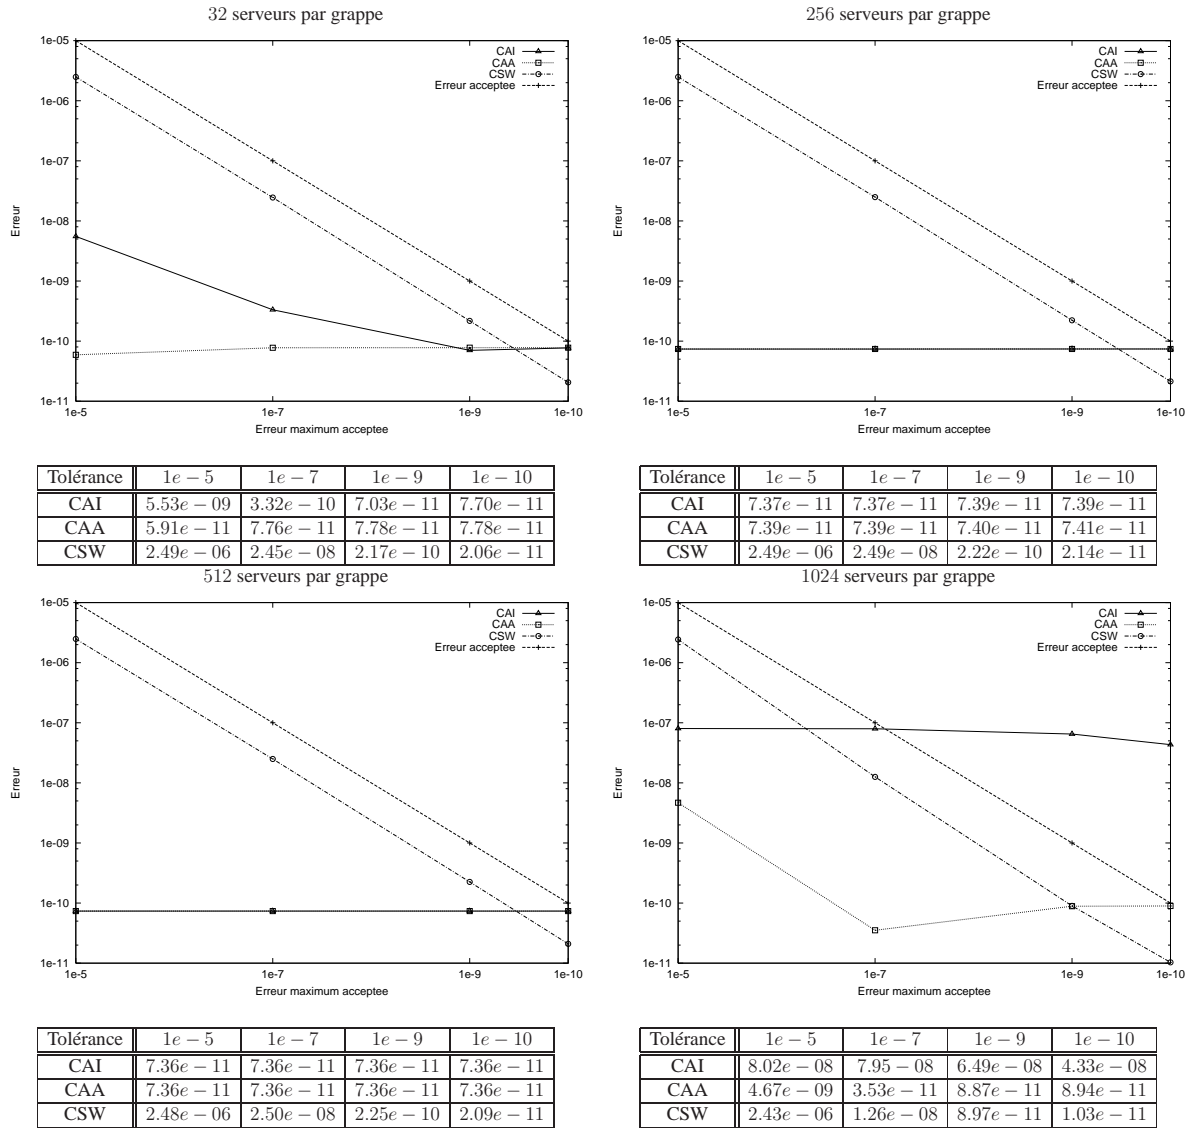 32 serveurs par grappe
1e-05
1e-06
1e-07
1e-08
1e-09
1e-10
1e-11
Erreur
CAI
CAA
CSW
Erreur acceptee
1e-5 1e-7 1e-9 1e-10
Erreur maximum acceptee
Tolérance 1e − 5 1e − 7 1e − 9 1e − 10
CAI 5.53e − 09 3.32e − 10 7.03e − 11 7.70e − 11
CAA 5.91e − 11 7.76e − 11 7.78e − 11 7.78e − 11
CSW 2.49e − 06 2.45e − 08 2.17e − 10 2.06e − 11
256 serveurs par grappe
1e-05
1e-06
1e-07
1e-08
1e-09
1e-10
1e-11
Erreur
CAI
CAA
CSW
Erreur acceptee
1e-5 1e-7 1e-9 1e-10
Erreur maximum acceptee
Tolérance 1e − 5 1e − 7 1e − 9 1e − 10
CAI 7.37e − 11 7.37e − 11 7.39e − 11 7.39e − 11
CAA 7.39e − 11 7.39e − 11 7.40e − 11 7.41e − 11
CSW 2.49e − 06 2.49e − 08 2.22e − 10 2.14e − 11
512 serveurs par grappe
1e-05
1e-06
1e-07
1e-08
1e-09
1e-10
1e-11
Erreur
CAI
CAA
CSW
Erreur acceptee
1e-5 1e-7 1e-9 1e-10
Erreur maximum acceptee
Tolérance 1e − 5 1e − 7 1e − 9 1e − 10
CAI 7.36e − 11 7.36e − 11 7.36e − 11 7.36e − 11
CAA 7.36e − 11 7.36e − 11 7.36e − 11 7.36e − 11
CSW 2.48e − 06 2.50e − 08 2.25e − 10 2.09e − 11
1024 serveurs par grappe
1e-05
1e-06
1e-07
1e-08
1e-09
1e-10
1e-11
Erreur
CAI
CAA
CSW
Erreur acceptee
1e-5 1e-7 1e-9 1e-10
Erreur maximum acceptee
Tolérance 1e − 5 1e − 7 1e − 9 1e − 10
CAI 8.02e − 08 7.95 − 08 6.49e − 08 4.33e − 08
CAA 4.67e − 09 3.53e − 11 8.87e − 11 8.94e − 11
CSW 2.43e − 06 1.26e − 08 8.97e − 11 1.03e − 11